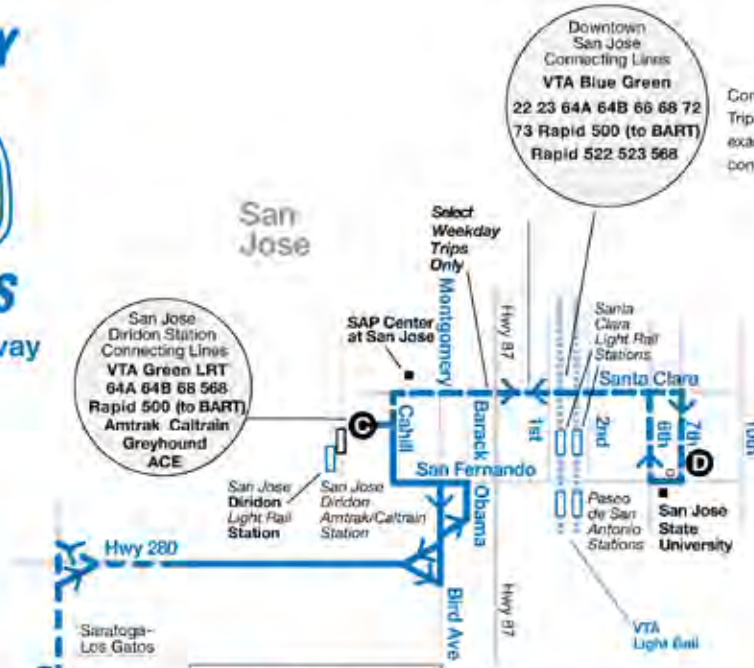 Downtown
San Jose
Connecting Lines
VTA Blue Green
22 23 64A 64B 66 68 72
73 Rapid 500 (to BART)
Rapid 522 523 568
San
Jose
Select
Weekday
Trips
Only
Montgomery
Hwy 87
SAP Center
at San Jose
Santa
Clara
Light Rail
Stations
San Jose
Diridon Station
Connecting Lines
VTA Green LRT
64A 64B 68 568
Rapid 500 (to BART)
Amtrak Caltrain
Greyhound
ACE
Santa Clara
C
Cahill
Barack
Obama
1st
2nd
6th
7th
10th
D
San Fernando
San Jose
Diridon
Light Rail
Station
San Jose
Diridon
Amtrak/Caltrain
Station
Paseo
de San
Antonio
Stations
San Jose
State
University
Hwy 280
Bird Ave
Hwy 87
Saratoga-
Los Gatos
VTA
Light Rail